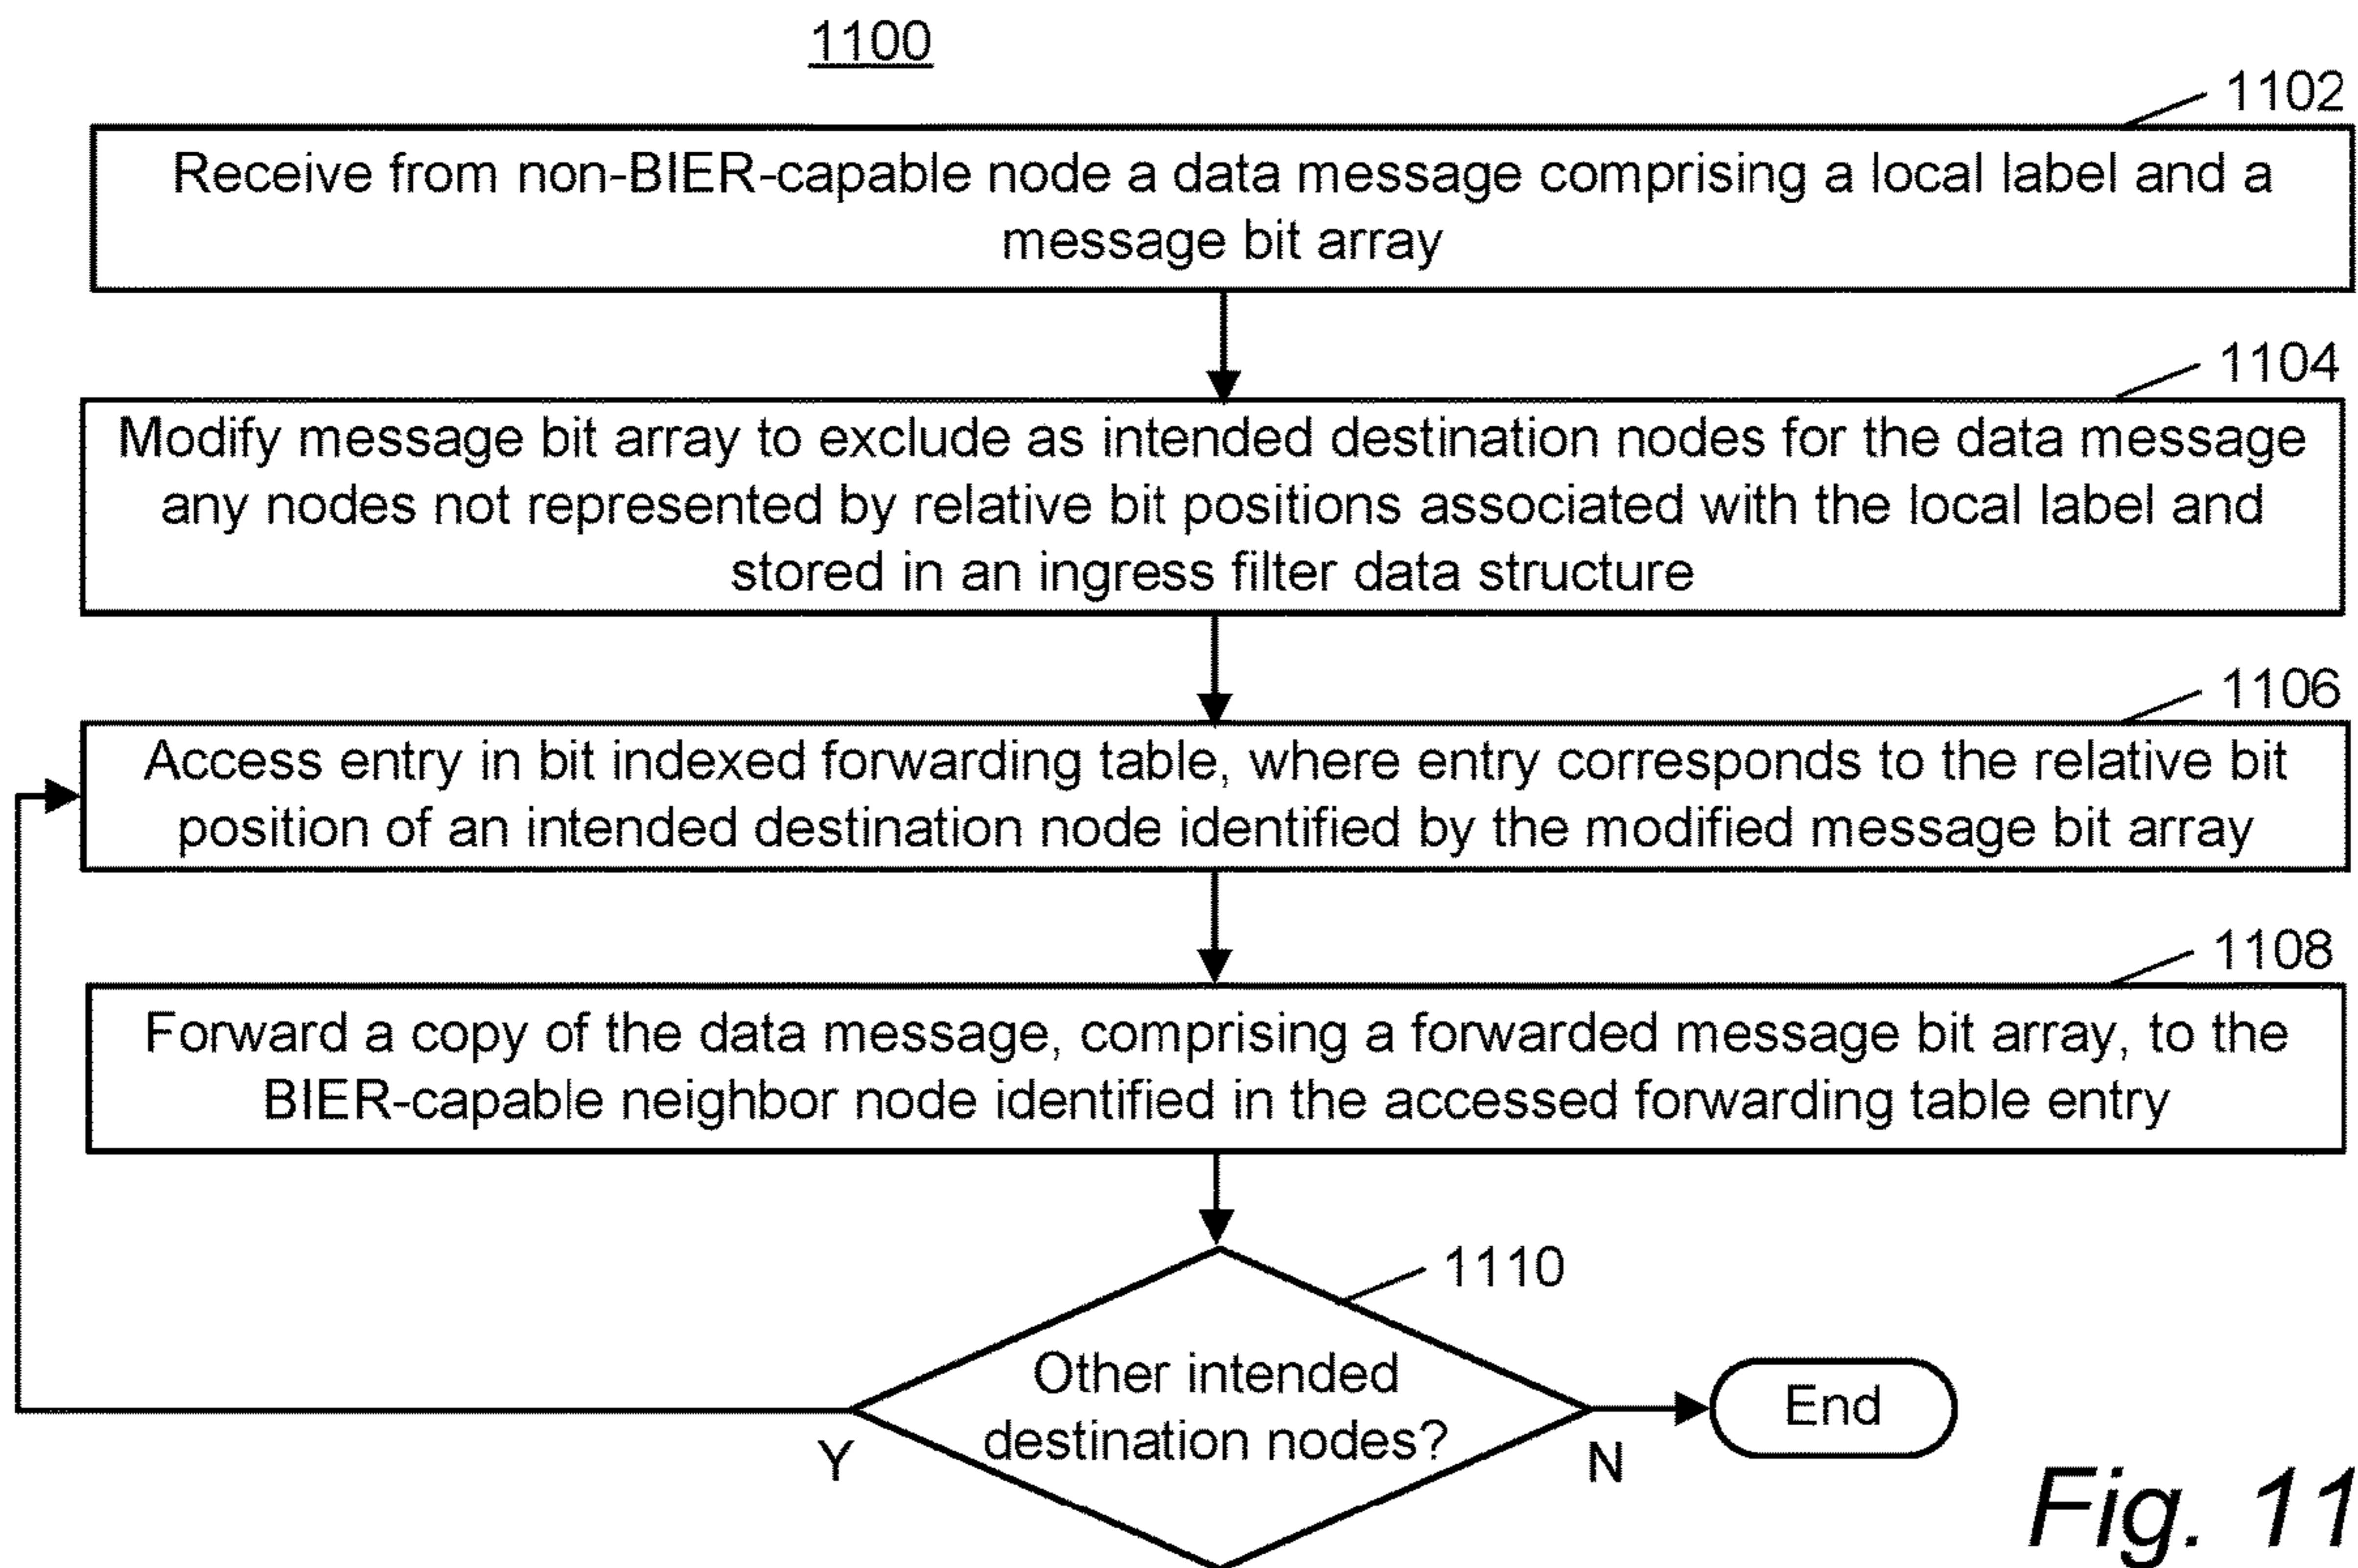 1100
1102
Receive from non-BIER-capable node a data message comprising a local label and a
message bit array
1104
Modify message bit array to exclude as intended destination nodes for the data message
any nodes not represented by relative bit positions associated with the local label and
stored in an ingress filter data structure
1106
Access entry in bit indexed forwarding table, where entry corresponds to the relative bit
position of an intended destination node identified by the modified message bit array
1108
Forward a copy of the data message, comprising a forwarded message bit array, to the
BIER-capable neighbor node identified in the accessed forwarding table entry
1110
Other intended
destination nodes?
Y
N
End
Fig. 11